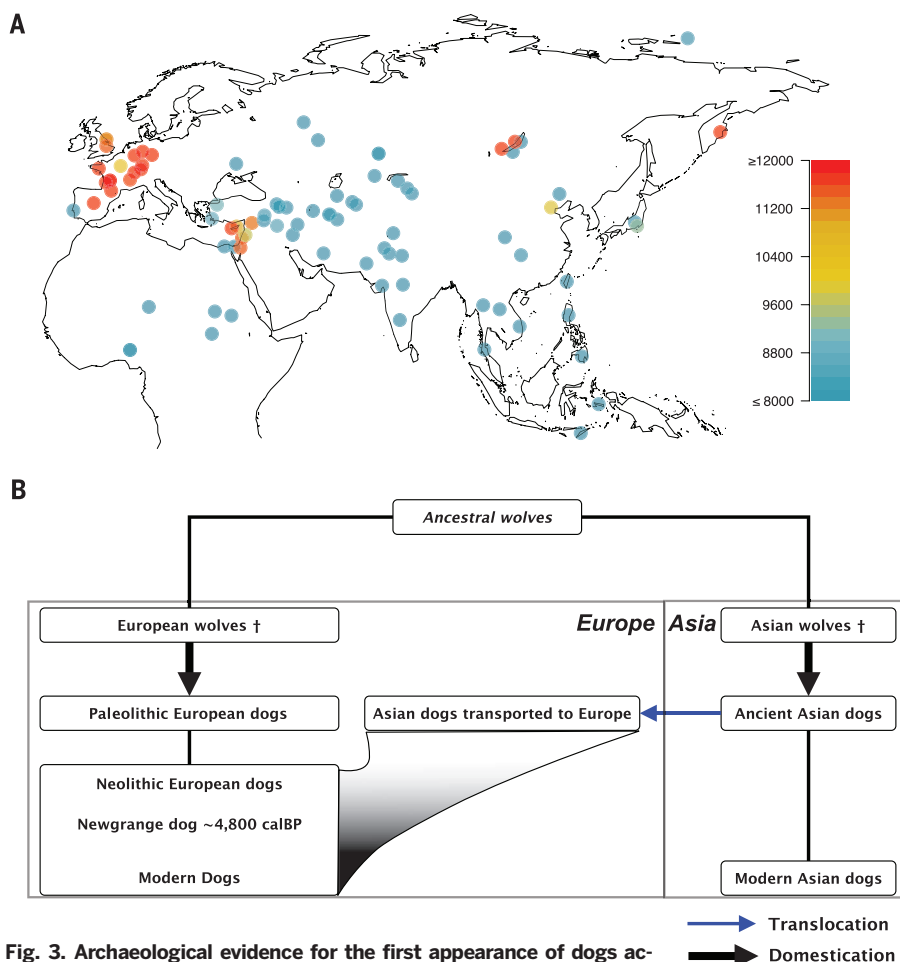 A
≥12000
11200
10400
9600
8800
≤ 8000
B
Ancestral wolves
European wolves †
Europe
Asia
Asian wolves †
Paleolithic European dogs
Asian dogs transported to Europe
Ancient Asian dogs
Neolithic European dogs
Newgrange dog ~4,800 calBP
Modern Dogs
Modern Asian dogs
Translocation
Domestication
Fig. 3. Archaeological evidence for the first appearance of dogs ac-